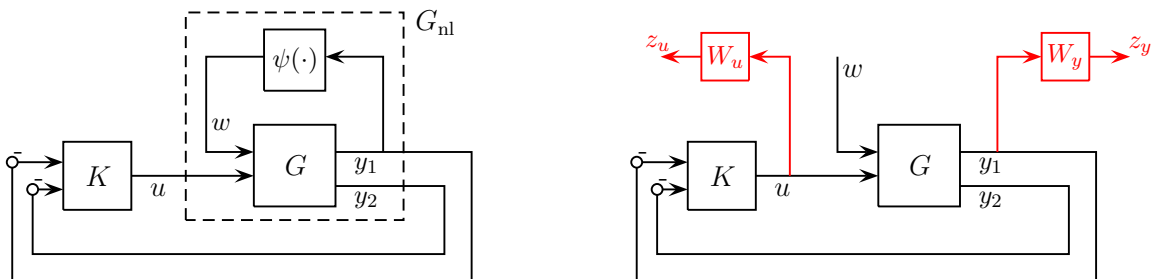 G_nl
ψ(·)
w
-
-
K
u
G
y_1
y_2
z_u
W_u
W_y
z_y
w
-
-
K
u
G
y_1
y_2